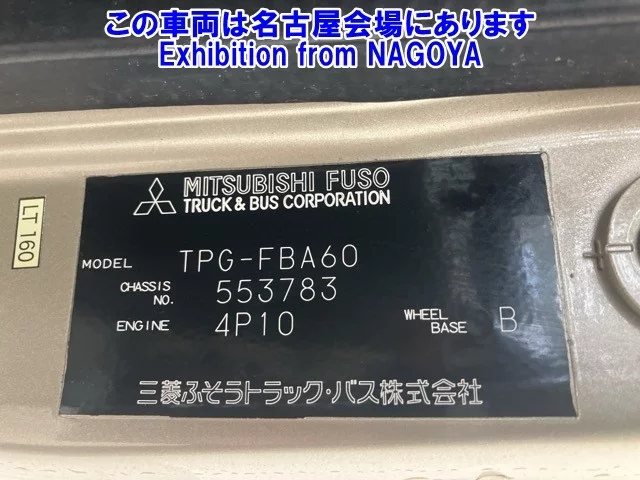 この車両は名古屋会場にあります
Exhibition from NAGOYA
MITSUBISHI FUSO
TRUCK & BUS CORPORATION
LT 160
MODEL TPG-FBA60
CHASSIS NO. 553783
ENGINE 4P10 WHEEL BASE B
三菱ふそうトラック・バス株式会社